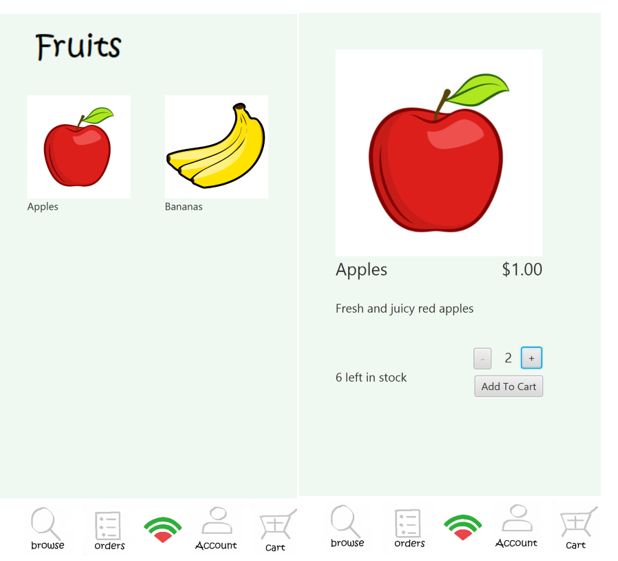 Fruits
Apples
Bananas
browse
orders
Account
cart
Apples
$1.00
Fresh and juicy red apples
- 2 +
6 left in stock
Add To Cart
browse
orders
Account
cart